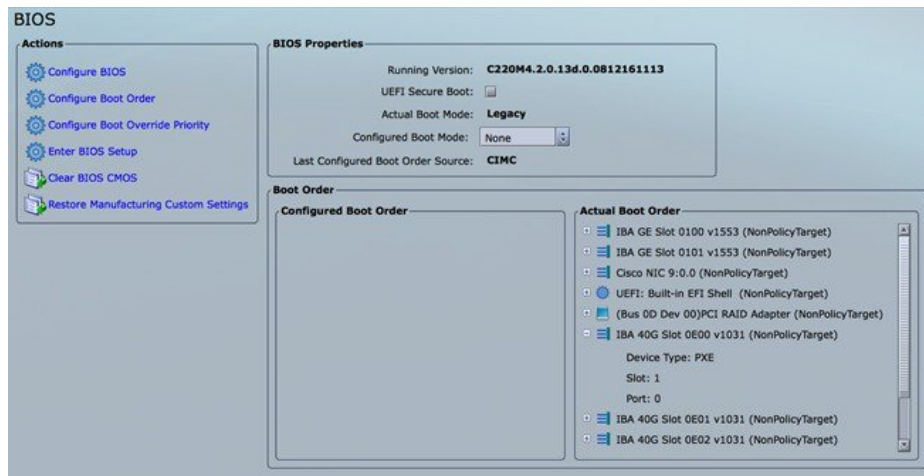 BIOS
Actions
Configure BIOS
Configure Boot Order
Configure Boot Override Priority
Enter BIOS Setup
Clear BIOS CMOS
Restore Manufacturing Custom Settings
BIOS Properties
Running Version: C220M4.2.0.13d.0.0812161113
UEFI Secure Boot:
Actual Boot Mode: Legacy
Configured Boot Mode: None
Last Configured Boot Order Source: CIMC
Boot Order
Configured Boot Order
Actual Boot Order
IBA GE Slot 0100 v1553 (NonPolicyTarget)
IBA GE Slot 0101 v1553 (NonPolicyTarget)
Cisco NIC 9:0.0 (NonPolicyTarget)
UEFI: Built-in EFI Shell (NonPolicyTarget)
(Bus 0D Dev 00)PCI RAID Adapter (NonPolicyTarget)
IBA 40G Slot 0E00 v1031 (NonPolicyTarget)
Device Type: PXE
Slot: 1
Port: 0
IBA 40G Slot 0E01 v1031 (NonPolicyTarget)
IBA 40G Slot 0E02 v1031 (NonPolicyTarget)